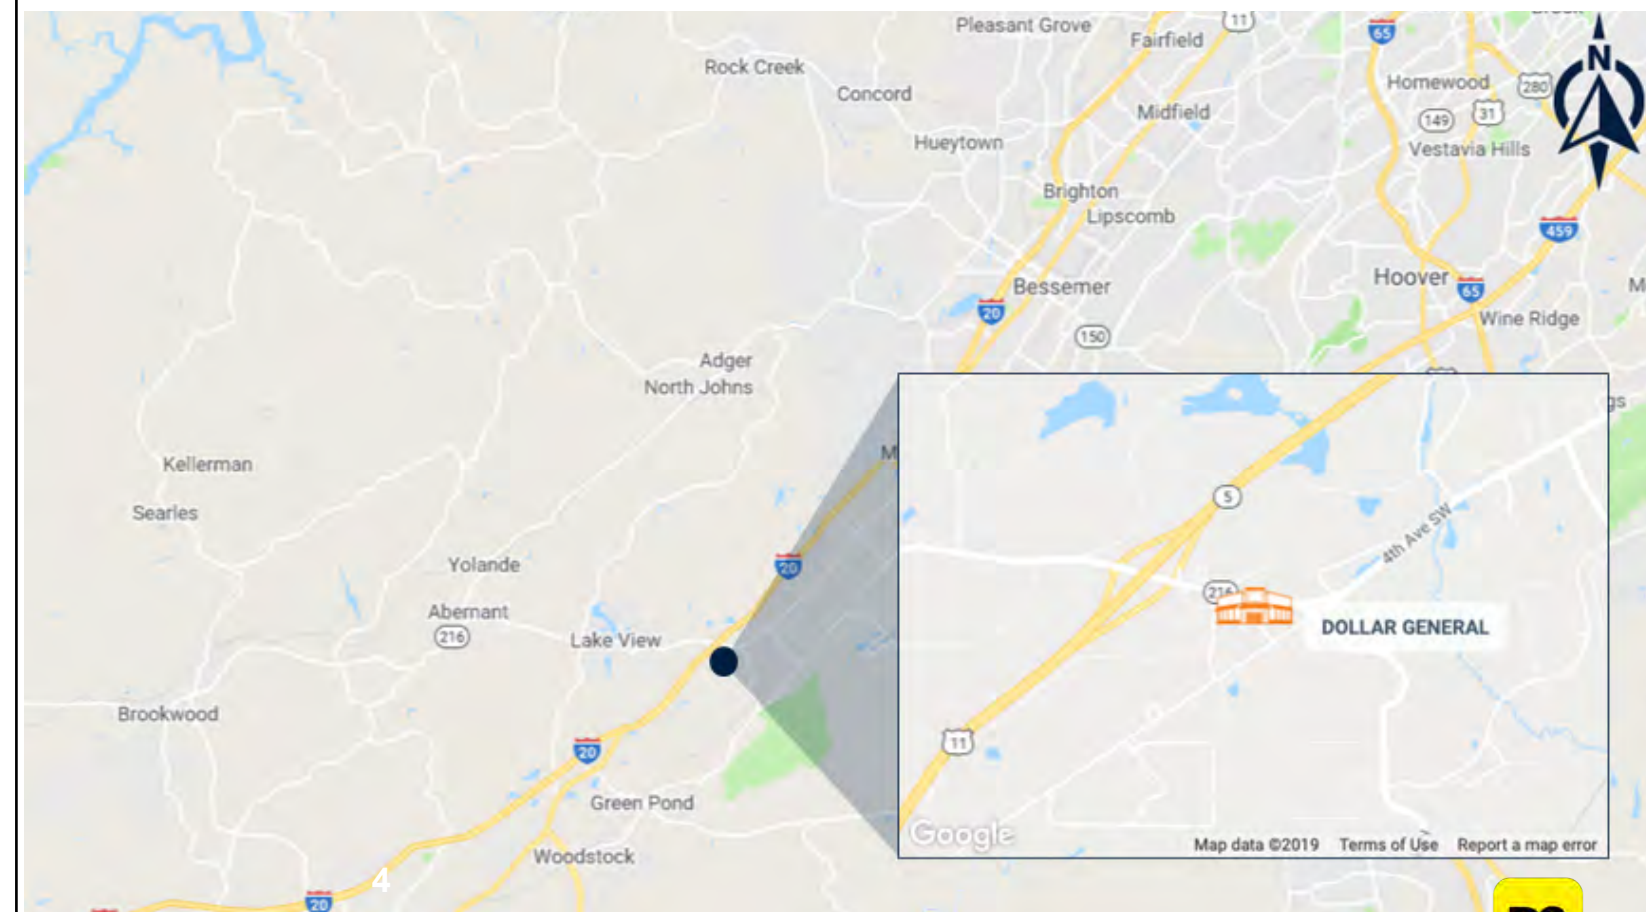 Pleasant Grove
11
Fairfield
65
N
Rock Creek
Concord
Homewood
280
Midfield
149
31
Hueytown
Vestavia Hills
Brighton
Lipscomb
459
Hoover
65
Bessemer
20
Wine Ridge
150
Adger
North Johns
Kellerman
5
Searles
4th Ave SW
Yolande
20
216
Abernant
216
Lake View
DOLLAR GENERAL
Brookwood
11
20
Green Pond
Google
Map data ©2019 Terms of Use Report a map error
Woodstock
4
20